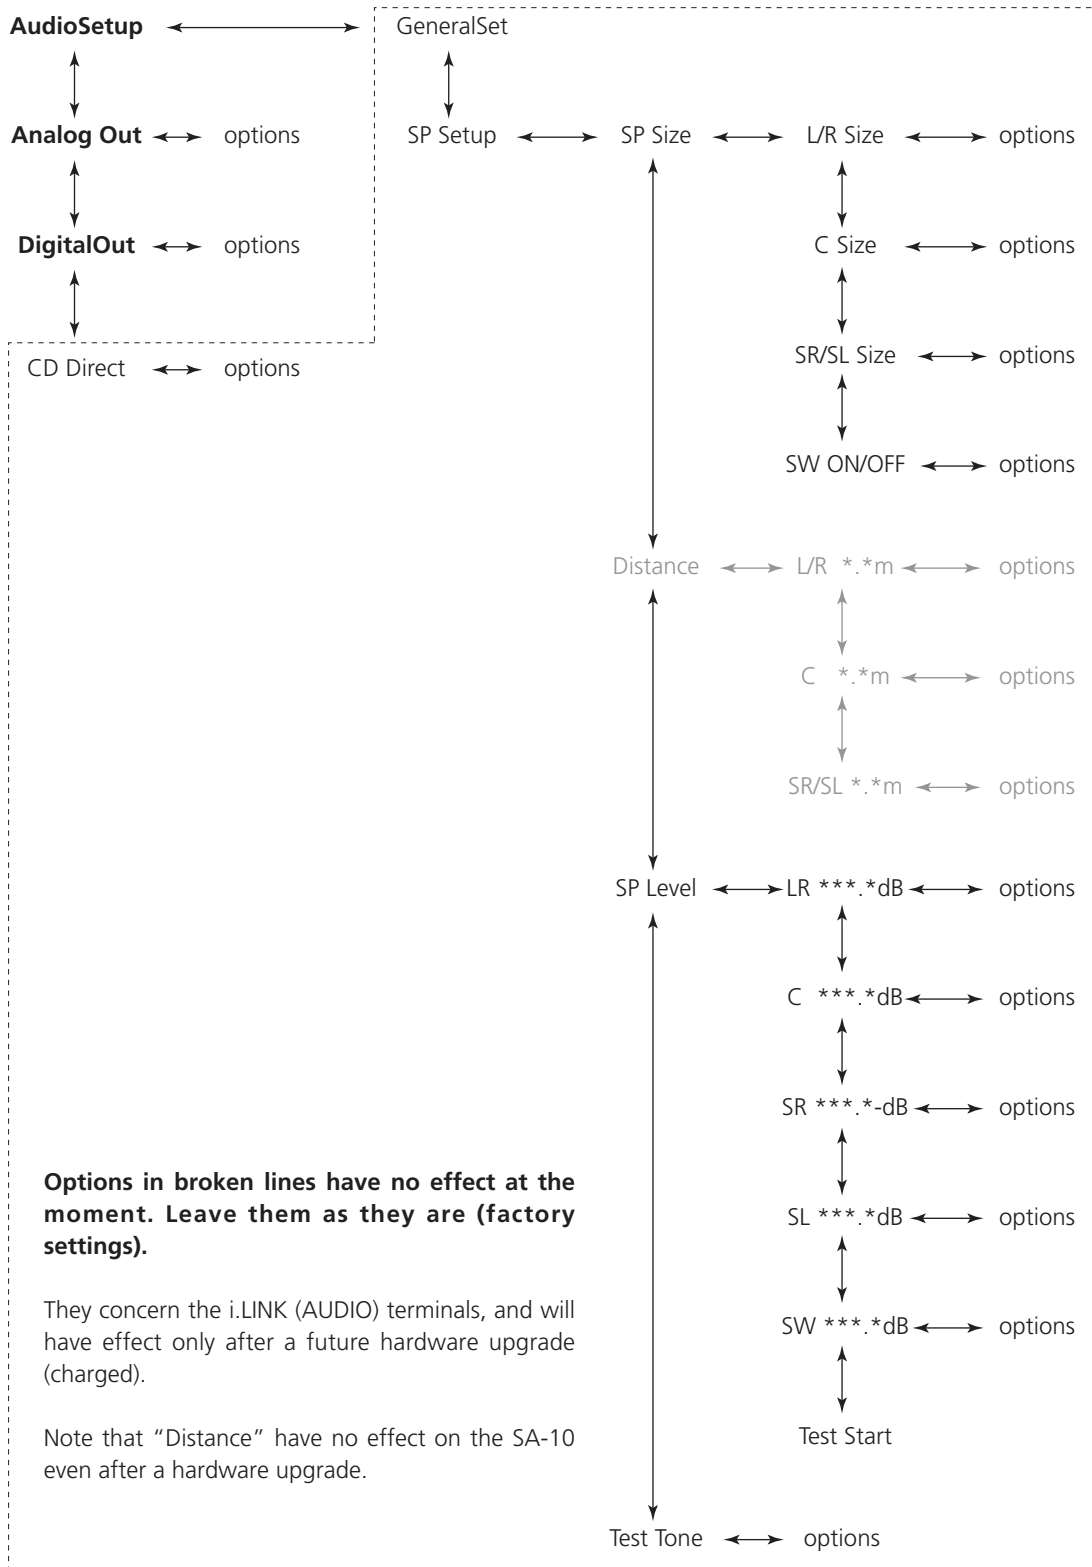 AudioSetup GeneralSet
Analog Out options SP Setup SP Size L/R Size options
DigitalOut options C Size options
CD Direct options SR/SL Size options
SW ON/OFF options
Distance L/R *.*m options
C *.*m options
SR/SL *.*m options
SP Level LR ***.*dB options
C ***.*dB options
SR ***.*-dB options
SL ***.*dB options
SW ***.*dB options
Test Start
Options in broken lines have no effect at the
moment. Leave them as they are (factory
settings).
They concern the i.LINK (AUDIO) terminals, and will
have effect only after a future hardware upgrade
(charged).
Note that “Distance” have no effect on the SA-10
even after a hardware upgrade.
Test Tone options